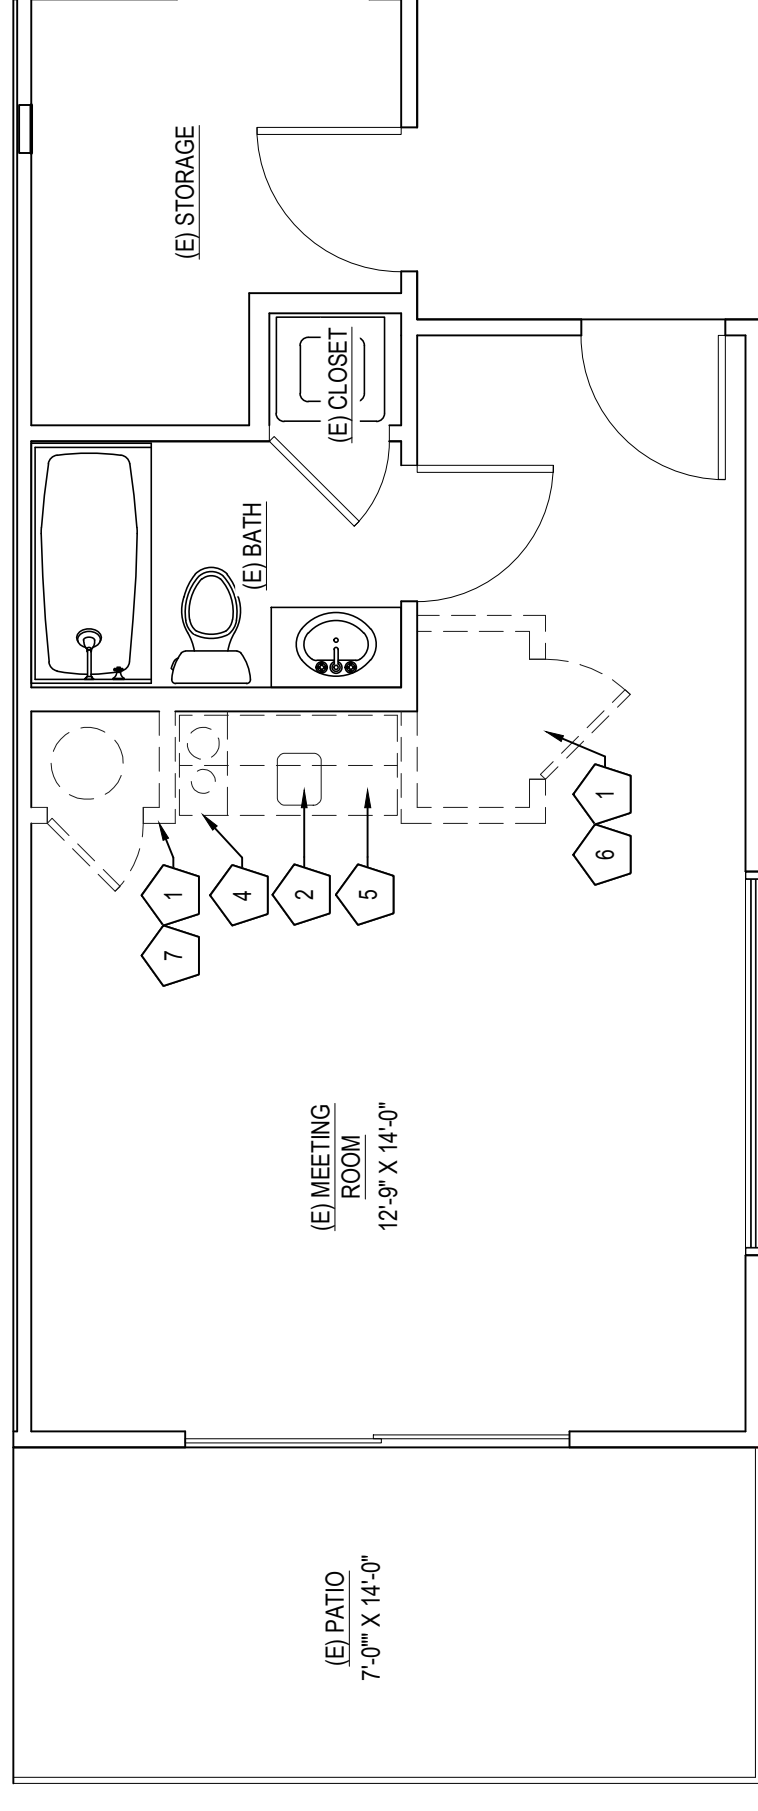 (E) STORAGE
(E) CLOSET
(E) BATH
1
6
1
7
4
2
5
(E) MEETING
ROOM
12'-9" X 14'-0"
(E) PATIO
7'-0"" X 14'-0"